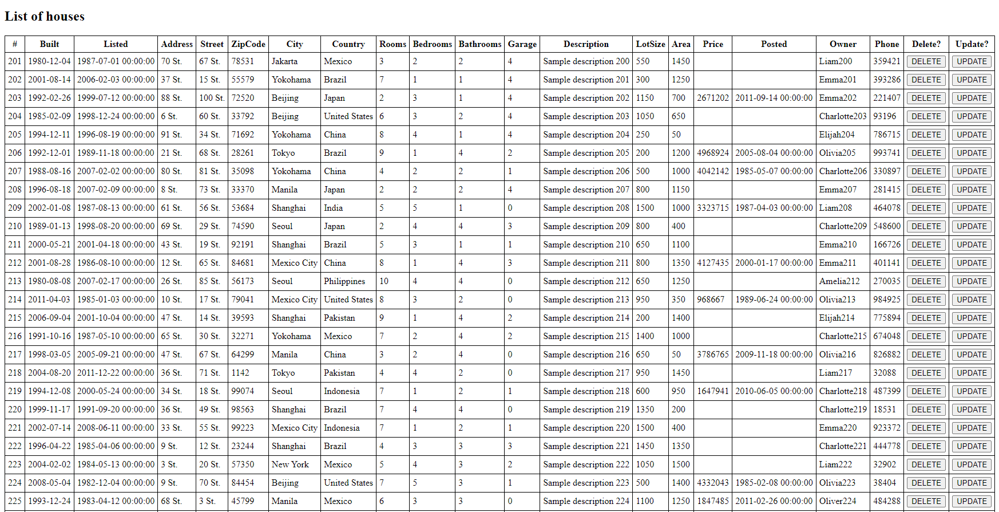 List of houses
# Built Listed Address Street ZipCode City Country Rooms Bedrooms Bathrooms Garage Description LotSize Area Price Posted Owner Phone Delete? Update?
201 1980-12-04 1987-07-01 00:00:00 70 St. 67 St. 78531 Jakarta Mexico 3 2 2 4 Sample description 200 550 1450 Liam200 359421 DELETE UPDATE
202 2001-08-14 2006-02-03 00:00:00 37 St. 15 St. 55579 Yokohama Brazil 7 1 1 4 Sample description 201 300 1250 Emma201 393286 DELETE UPDATE
203 1992-02-26 1999-07-12 00:00:00 88 St. 100 St. 72520 Beijing Japan 2 3 1 4 Sample description 202 1150 700 2671202 2011-09-14 00:00:00 Emma202 221407 DELETE UPDATE
204 1985-02-09 1998-12-24 00:00:00 6 St. 60 St. 33792 Beijing United States 6 3 2 4 Sample description 203 1050 650 Charlotte203 93196 DELETE UPDATE
205 1994-12-11 1996-08-19 00:00:00 91 St. 34 St. 71692 Yokohama China 8 4 1 4 Sample description 204 250 50 Elijah204 786715 DELETE UPDATE
206 1992-12-01 1989-11-18 00:00:00 21 St. 68 St. 28261 Tokyo Brazil 9 1 4 2 Sample description 205 200 1200 4968924 2005-08-04 00:00:00 Olivia205 993741 DELETE UPDATE
207 1988-08-16 2007-02-02 00:00:00 80 St. 81 St. 35098 Yokohama China 4 2 2 1 Sample description 206 500 1000 4042142 1985-05-07 00:00:00 Charlotte206 330897 DELETE UPDATE
208 1996-08-18 2007-02-09 00:00:00 8 St. 73 St. 33370 Manila Japan 2 2 2 4 Sample description 207 800 1150 Emma207 281415 DELETE UPDATE
209 2002-01-08 1987-08-13 00:00:00 61 St. 56 St. 53684 Shanghai India 5 5 1 0 Sample description 208 1500 1000 3323715 1987-04-03 00:00:00 Liam208 464078 DELETE UPDATE
210 1989-01-13 1998-08-20 00:00:00 69 St. 29 St. 74590 Seoul Japan 2 4 4 3 Sample description 209 800 400 Charlotte209 548600 DELETE UPDATE
211 2000-05-21 2001-04-18 00:00:00 43 St. 19 St. 92191 Shanghai Brazil 5 3 1 1 Sample description 210 650 1100 Emma210 166726 DELETE UPDATE
212 2001-08-28 1986-08-10 00:00:00 12 St. 65 St. 84681 Mexico City China 8 1 4 3 Sample description 211 800 1350 4127435 2000-01-17 00:00:00 Emma211 401141 DELETE UPDATE
213 1980-08-08 2007-02-17 00:00:00 26 St. 85 St. 56173 Seoul Philippines 10 4 4 0 Sample description 212 650 1250 Amelia212 270035 DELETE UPDATE
214 2011-04-03 1985-01-03 00:00:00 10 St. 17 St. 79041 Mexico City United States 8 3 2 0 Sample description 213 950 350 968667 1989-06-24 00:00:00 Olivia213 984925 DELETE UPDATE
215 2006-09-04 2001-10-04 00:00:00 47 St. 14 St. 39593 Shanghai Pakistan 9 1 4 2 Sample description 214 200 1400 Elijah214 775894 DELETE UPDATE
216 1991-10-16 1987-05-10 00:00:00 65 St. 30 St. 32271 Yokohama Mexico 7 2 4 2 Sample description 215 1400 1000 Charlotte215 674048 DELETE UPDATE
217 1998-03-05 2005-09-21 00:00:00 47 St. 67 St. 64299 Manila China 3 2 4 0 Sample description 216 650 50 3786765 2009-11-18 00:00:00 Olivia216 826882 DELETE UPDATE
218 2004-08-20 2011-12-22 00:00:00 36 St. 71 St. 1142 Tokyo Pakistan 4 4 2 0 Sample description 217 950 1450 Liam217 32088 DELETE UPDATE
219 1994-12-08 2000-05-24 00:00:00 34 St. 18 St. 99074 Seoul Indonesia 7 1 2 1 Sample description 218 600 950 1647941 2010-06-05 00:00:00 Charlotte218 487399 DELETE UPDATE
220 1999-11-17 1991-09-20 00:00:00 36 St. 49 St. 98563 Shanghai Brazil 7 4 4 0 Sample description 219 1350 200 Charlotte219 18531 DELETE UPDATE
221 2002-07-14 2008-06-11 00:00:00 33 St. 55 St. 99223 Mexico City Indonesia 7 1 2 1 Sample description 220 1500 400 Emma220 923372 DELETE UPDATE
222 1996-04-22 1985-04-06 00:00:00 9 St. 12 St. 23244 Shanghai Brazil 4 3 3 3 Sample description 221 1450 1350 Charlotte221 444778 DELETE UPDATE
223 2004-02-02 1984-05-13 00:00:00 3 St. 20 St. 57350 New York Mexico 5 4 3 2 Sample description 222 1050 1500 Liam222 32902 DELETE UPDATE
224 2008-05-04 1982-12-04 00:00:00 9 St. 70 St. 84454 Beijing United States 7 5 3 1 Sample description 223 500 1400 4332043 1985-02-08 00:00:00 Olivia223 38404 DELETE UPDATE
225 1993-12-24 1983-04-12 00:00:00 68 St. 3 St. 45799 Manila Mexico 6 3 3 0 Sample description 224 1100 1250 1847485 2011-02-26 00:00:00 Oliver224 484288 DELETE UPDATE